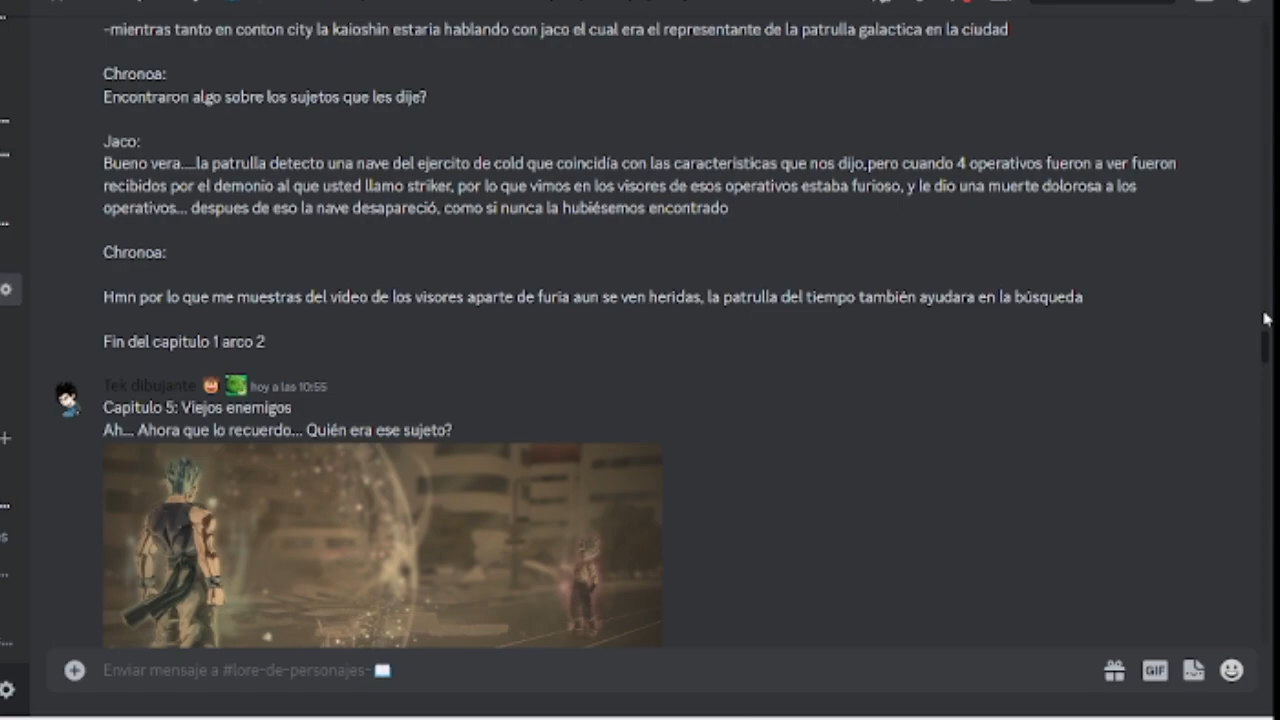 -mientras tanto en conton city la kaioshin estaria hablando con jaco el cual era el representante de la patrulla galactica en la ciudad
Chronoa:
Encontraron algo sobre los sujetos que les dije?
Jaco:
Bueno vera....la patrulla detecto una nave del ejercito de cold que coincidía con las caracteristicas que nos dijo,pero cuando 4 operativos fueron a ver fueron
recibidos por el demonio al que usted llamo striker, por lo que vimos en los visores de esos operativos estaba furioso, y le dio una muerte dolorosa a los
operativos... despues de eso la nave desapareció, como si nunca la hubiésemos encontrado
Chronoa:
Hmn por lo que me muestras del video de los visores aparte de furia aun se ven heridas, la patrulla del tiempo también ayudara en la búsqueda
Fin del capitulo 1 arco 2
Tek dibujante hoy a las 10:55
Capitulo 5: Viejos enemigos
Ah... Ahora que lo recuerdo... Quién era ese sujeto?
Enviar mensaje a #lore-de-personajes-
GIF